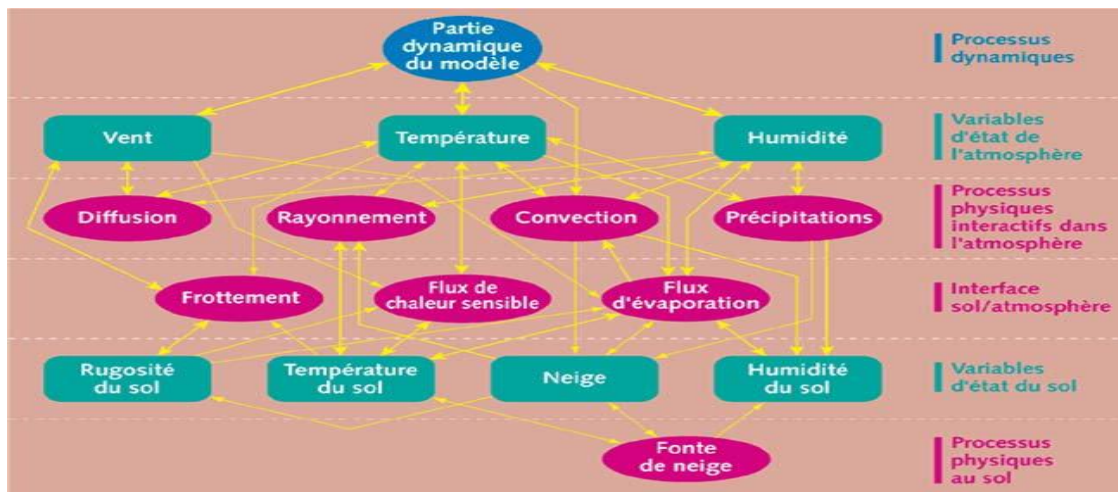 Partie
dynamique
du modèle
Processus
dynamiques
Vent
Température
Humidité
Variables
d'état de
l'atmosphère
Diffusion
Rayonnement
Convection
Précipitations
Processus
physiques
interactifs dans
l'atmosphère
Frottement
Flux de
chaleur sensible
Flux
d'évaporation
Interface
sol/atmosphère
Rugosité
du sol
Température
du sol
Neige
Humidité
du sol
Variables
d'état du sol
Fonte
de neige
Processus
physiques
au sol